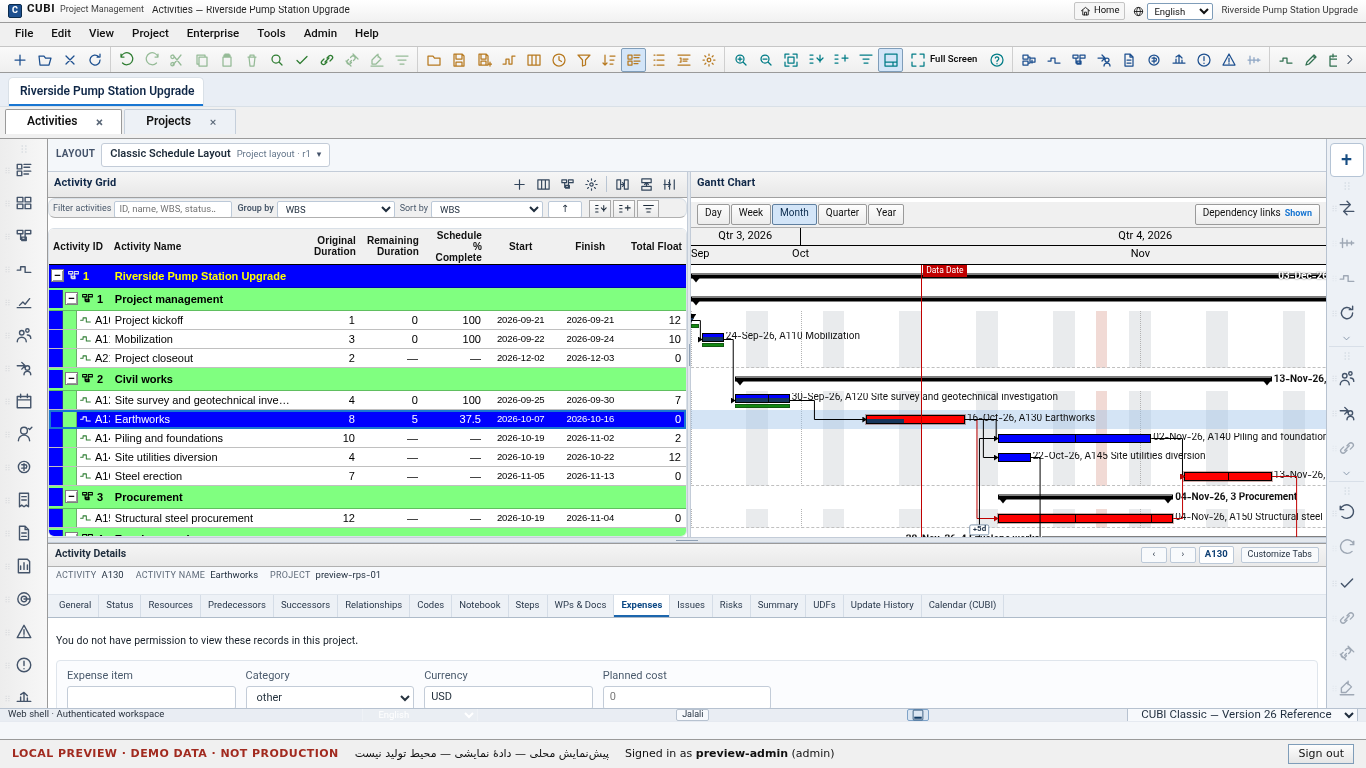 CUBI Project Management Activities — Riverside Pump Station Upgrade Home English Riverside Pump Station Upgrade
File Edit View Project Enterprise Tools Admin Help
Full Screen
Riverside Pump Station Upgrade
Activities × Projects ×
LAYOUT Classic Schedule Layout Project layout · r1
Activity Grid
Gantt Chart
Filter activities ID, name, WBS, status.. Group by WBS Sort by WBS ↑
Day Week Month Quarter Year Dependency links Shown
Activity ID Activity Name Original Duration Remaining Duration Schedule % Complete Start Finish Total Float
Qtr 3, 2026 Qtr 4, 2026
Sep Oct Nov
Data Date
1 Riverside Pump Station Upgrade
03-Dec-26
1 Project management
A10 Project kickoff 1 0 100 2026-09-21 2026-09-21 12
A1 Mobilization 3 0 100 2026-09-22 2026-09-24 10
24-Sep-26, A110 Mobilization
A2 Project closeout 2 — — 2026-12-02 2026-12-03 0
2 Civil works
13-Nov-26,
A1 Site survey and geotechnical inve… 4 0 100 2026-09-25 2026-09-30 7
30-Sep-26, A120 Site survey and geotechnical investigation
A1 Earthworks 8 5 37.5 2026-10-07 2026-10-16 0
16-Oct-26, A130 Earthworks
A1 Piling and foundations 10 — — 2026-10-19 2026-11-02 2
02-Nov-26, A140 Piling and foundation
A1 Site utilities diversion 4 — — 2026-10-19 2026-10-22 12
22-Oct-26, A145 Site utilities diversion
A1 Steel erection 7 — — 2026-11-05 2026-11-13 0
13-Nov-26,
3 Procurement
04-Nov-26, 3 Procurement
A1 Structural steel procurement 12 — — 2026-10-19 2026-11-04 0
04-Nov-26, A150 Structural steel
+5d
Activity Details
‹ › A130 Customize Tabs
ACTIVITY A130 ACTIVITY NAME Earthworks PROJECT preview-rps-01
General Status Resources Predecessors Successors Relationships Codes Notebook Steps WPs & Docs Expenses Issues Risks Summary UDFs Update History Calendar (CUBI)
You do not have permission to view these records in this project.
Expense item Category Currency Planned cost
other USD 0
Web shell · Authenticated workspace English Jalali CUBI Classic — Version 26 Reference
LOCAL PREVIEW · DEMO DATA · NOT PRODUCTION پیش‌نمایش محلی — دادهٔ نمایشی — محیط تولید نیست Signed in as preview-admin (admin) Sign out